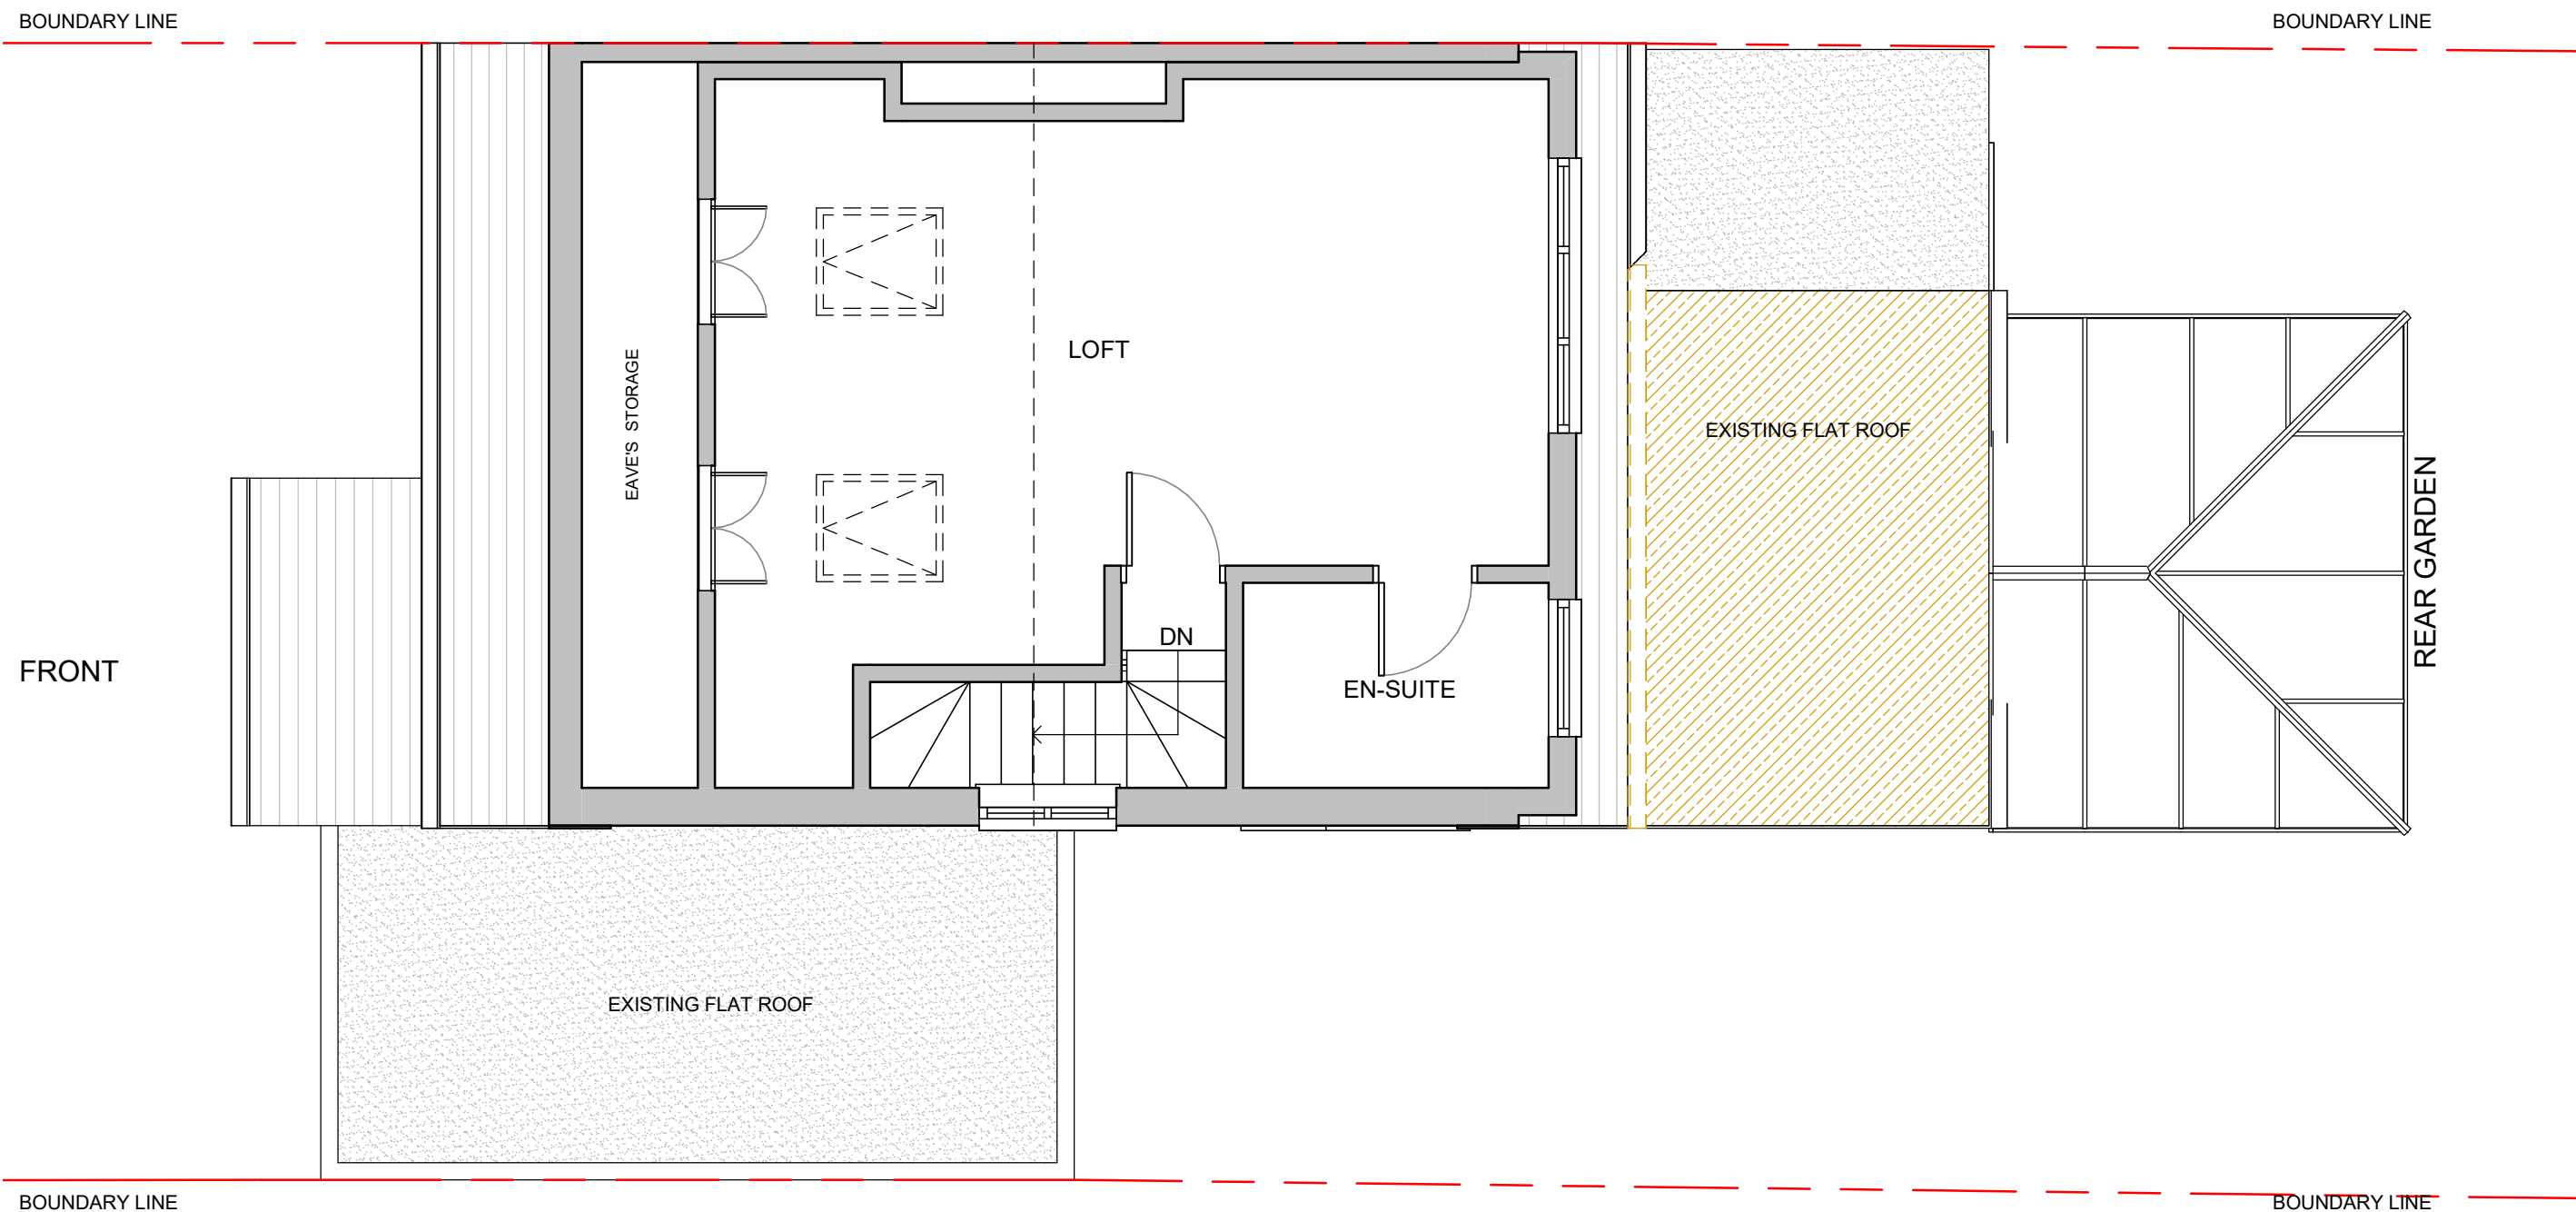 BOUNDARY LINE
BOUNDARY LINE
LOFT
EAVE'S STORAGE
EXISTING FLAT ROOF
REAR GARDEN
DN
FRONT
EN-SUITE
EXISTING FLAT ROOF
BOUNDARY LINE
BOUNDARY LINE